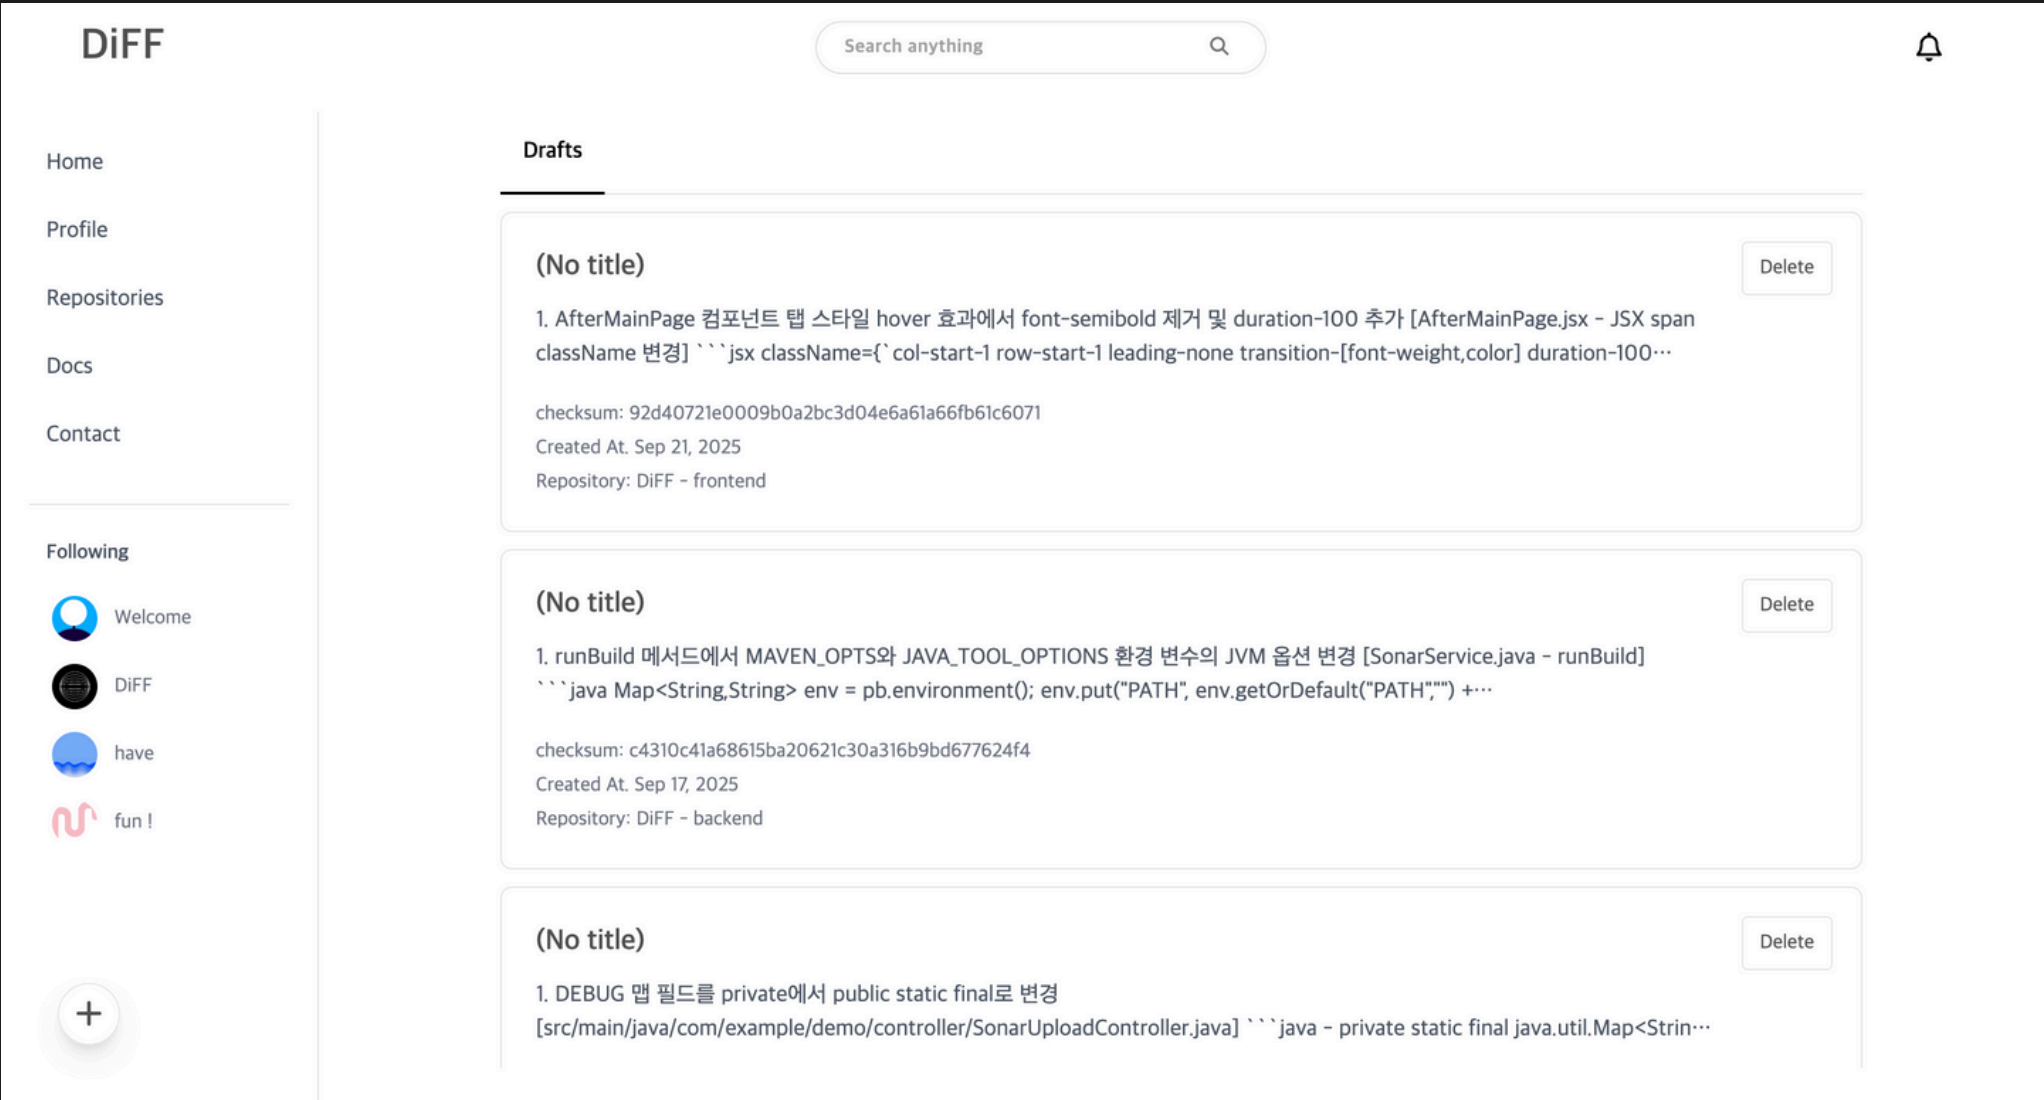 DiFF
Search anything
Home
Profile
Repositories
Docs
Contact
Following
Welcome
DiFF
have
fun !
Drafts
(No title)
Delete
1. AfterMainPage 컴포넌트 탭 스타일 hover 효과에서 font-semibold 제거 및 duration-100 추가 [AfterMainPage.jsx - JSX span
className 변경] ```jsx className={`col-start-1 row-start-1 leading-none transition-[font-weight,color] duration-100⋯
checksum: 92d40721e0009b0a2bc3d04e6a61a66fb61c6071
Created At. Sep 21, 2025
Repository: DiFF - frontend
(No title)
Delete
1. runBuild 메서드에서 MAVEN_OPTS와 JAVA_TOOL_OPTIONS 환경 변수의 JVM 옵션 변경 [SonarService.java - runBuild]
```java Map<String,String> env = pb.environment(); env.put("PATH", env.getOrDefault("PATH","") +⋯
checksum: c4310c41a68615ba20621c30a316b9bd677624f4
Created At. Sep 17, 2025
Repository: DiFF - backend
(No title)
Delete
1. DEBUG 맵 필드를 private에서 public static final로 변경
[src/main/java/com/example/demo/controller/SonarUploadController.java] ```java - private static final java.util.Map<Strin⋯